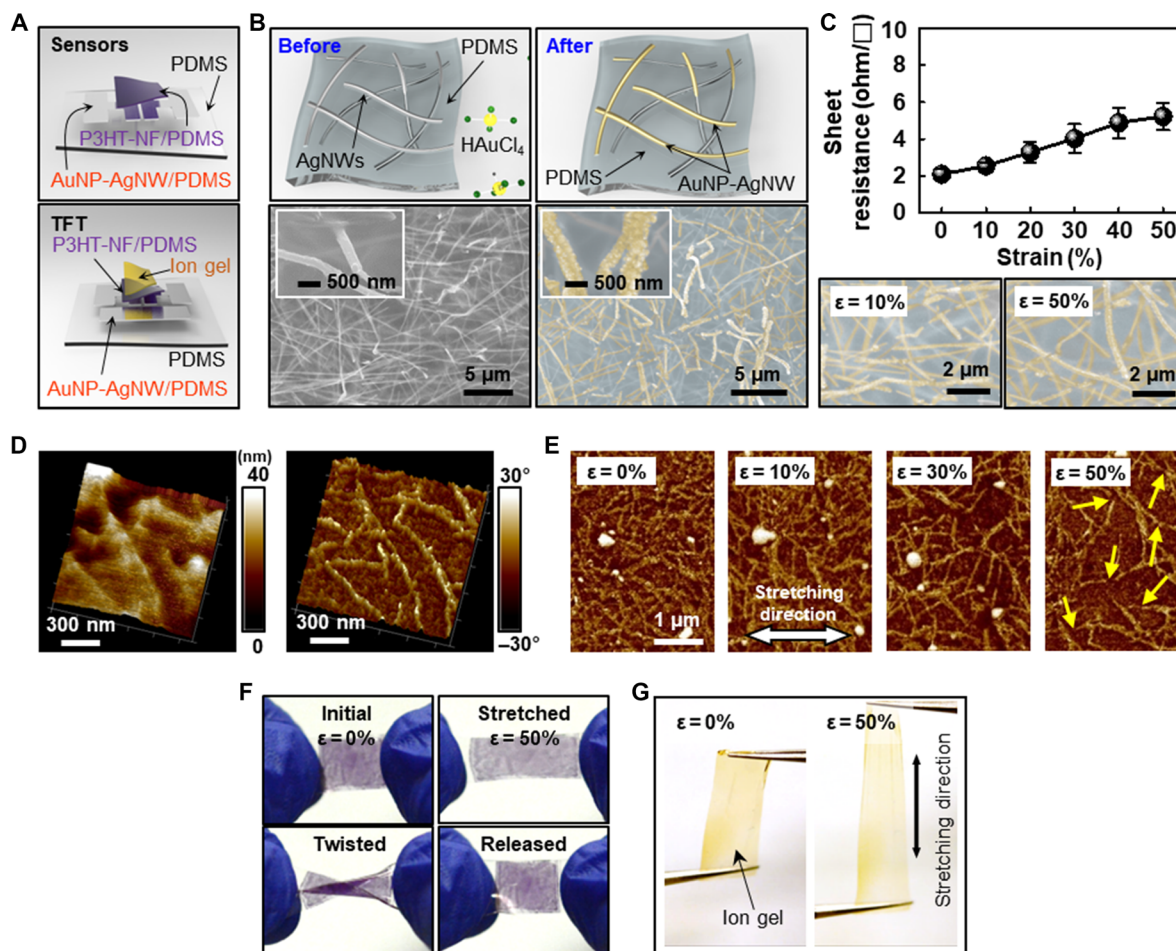 A
Sensors
PDMS
P3HT-NF/PDMS
AuNP-AgNW/PDMS
TFT
P3HT-NF/PDMS
Ion gel
PDMS
AuNP-AgNW/PDMS
B
Before
PDMS
AgNWs
HAuCl₄
After
PDMS
AuNP-AgNW
500 nm
5 µm
500 nm
5 µm
C
Sheet
resistance (ohm/□)
10
8
6
4
2
0
0 10 20 30 40 50
Strain (%)
ε = 10%
2 µm
ε = 50%
2 µm
D
(nm)
40
0
300 nm
30°
–30°
300 nm
E
ε = 0%
1 µm
ε = 10%
Stretching
direction
ε = 30%
ε = 50%
F
Initial
ε = 0%
Stretched
ε = 50%
Twisted
Released
G
ε = 0%
Ion gel
ε = 50%
Stretching direction